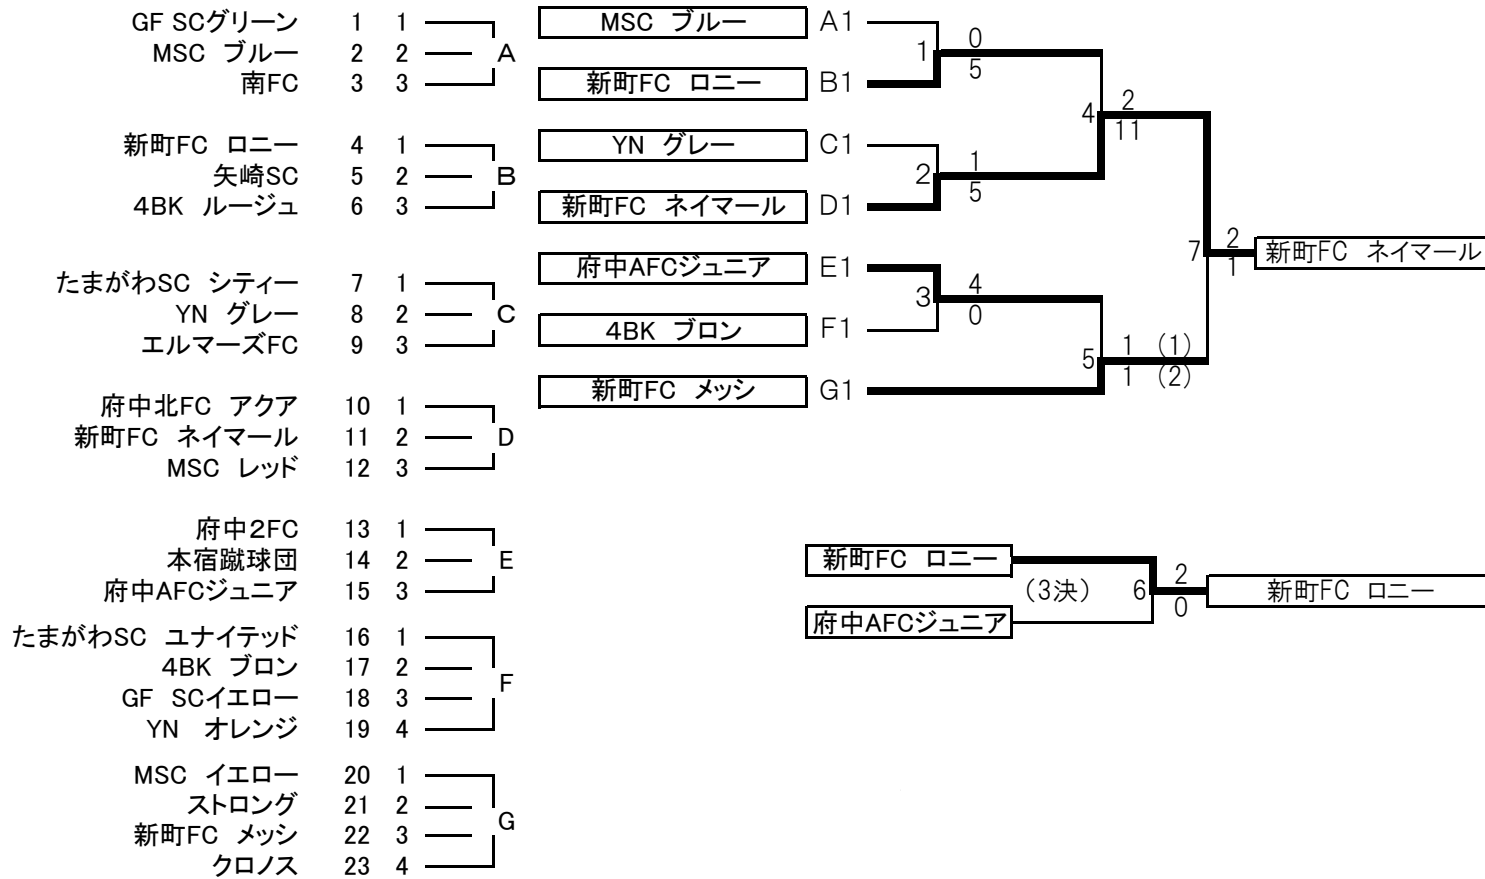 GF SCグリーン 1 1
MSC ブルー 2 2 A
南FC 3 3
新町FC ロニー 4 1
矢崎SC 5 2 B
4BK ルージュ 6 3
たまがわSC シティー 7 1
YN グレー 8 2 C
エルマーズFC 9 3
府中北FC アクア 10 1
新町FC ネイマール 11 2 D
MSC レッド 12 3
府中2FC 13 1
本宿蹴球団 14 2 E
府中AFCジュニア 15 3
たまがわSC ユナイテッド 16 1
4BK ブロン 17 2
F
GF SCイエロー 18 3
YN オレンジ 19 4
MSC イエロー 20 1
ストロング 21 2
G
新町FC メッシ 22 3
クロノス 23 4
MSC ブルー A1
1 0
5
新町FC ロニー B1
4 2
11
YN グレー C1
2 1
5
新町FC ネイマール D1
7 2
1
新町FC ネイマール
府中AFCジュニア E1
3 4
0
4BK ブロン F1
5 1 (1)
1 (2)
新町FC メッシ G1
新町FC ロニー
(3決) 6 2
0
新町FC ロニー
府中AFCジュニア